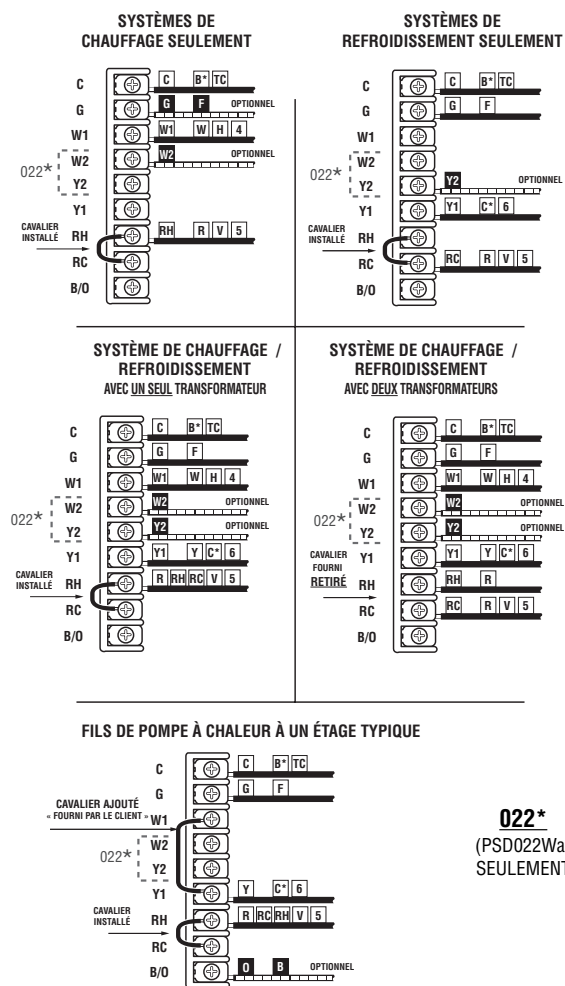 SYSTÈMES DE
CHAUFFAGE SEULEMENT
C C B* TC
G G F OPTIONNEL
W1 W1 W H 4
022* W2 W2 OPTIONNEL
Y2
Y1
CAVALIER
INSTALLÉ
RH RH R V 5
RC
B/O
SYSTÈMES DE
REFROIDISSEMENT SEULEMENT
C C B* TC
G G F
W1
022* W2
Y2 Y2 OPTIONNEL
Y1 Y1 C* 6
CAVALIER
INSTALLÉ
RH
RC RC R V 5
B/O
SYSTÈME DE CHAUFFAGE /
REFROIDISSEMENT
AVEC UN SEUL TRANSFORMATEUR
C C B* TC
G G F
W1 W1 W H 4
022* W2 W2 OPTIONNEL
Y2 Y2 OPTIONNEL
Y1 Y1 Y C* 6
CAVALIER
INSTALLÉ
RH R RH RC V 5
RC
B/O
SYSTÈME DE CHAUFFAGE /
REFROIDISSEMENT
AVEC DEUX TRANSFORMATEURS
C C B* TC
G G F
W1 W1 W H 4
022* W2 W2 OPTIONNEL
Y2 Y2 OPTIONNEL
Y1 Y1 Y C* 6
CAVALIER
FOURNI
RETIRÉ
RH RH R
RC RC R V 5
B/O
FILS DE POMPE À CHALEUR À UN ÉTAGE TYPIQUE
C C B* TC
G G F
CAVALIER AJOUTÉ
« FOURNI PAR LE CLIENT » W1
022* W2
Y2
Y1 Y C* 6
CAVALIER
INSTALLÉ
RH R RC RH V 5
RC
B/O O B OPTIONNEL
022*
(PSD022Wa
SEULEMENT